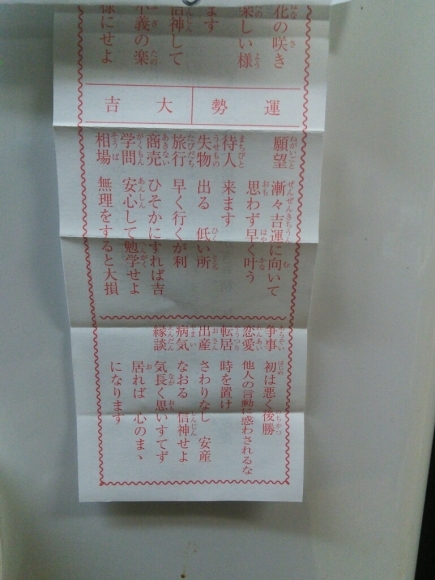 花の咲き
楽しい様
ます
信神して
不義の楽
様にせよ
運勢 大吉
願望 漸々吉運に向いて
思わず早く叶う
待人 来ます
失物 出る 低い所
旅行 早く行くが利
商売 ひそかにすれば吉
学問 安心して勉学せよ
相場 無理をすると大損
争事 初は悪く後勝
恋愛 他人の言動に惑わされるな
転居 時を置け
出産 さわりなし 安産
病気 なおる 信神せよ
縁談 気長く思いすてず
居れば 心のまゝ
になります